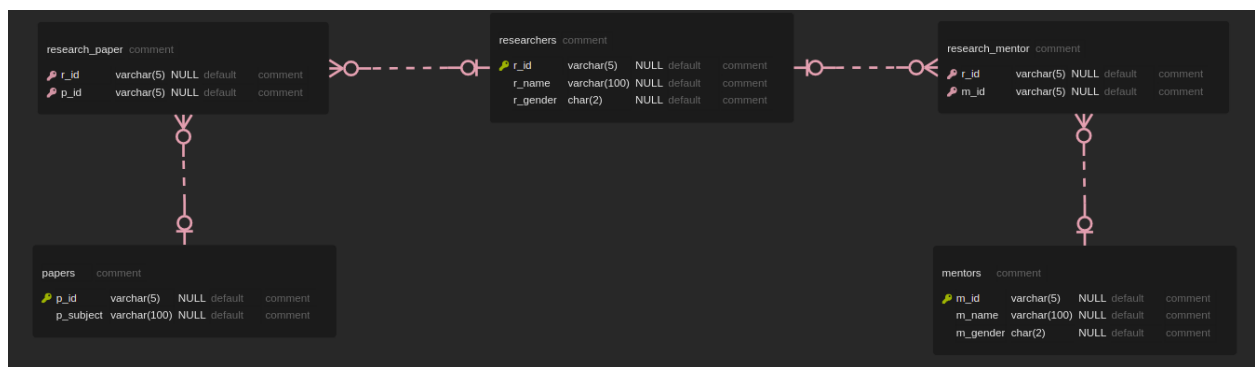 research_paper comment
r_id varchar(5) NULL default comment
p_id varchar(5) NULL default comment
researchers comment
r_id varchar(5) NULL default comment
r_name varchar(100) NULL default comment
r_gender char(2) NULL default comment
research_mentor comment
r_id varchar(5) NULL default comment
m_id varchar(5) NULL default comment
papers comment
p_id varchar(5) NULL default comment
p_subject varchar(100) NULL default comment
mentors comment
m_id varchar(5) NULL default comment
m_name varchar(100) NULL default comment
m_gender char(2) NULL default comment